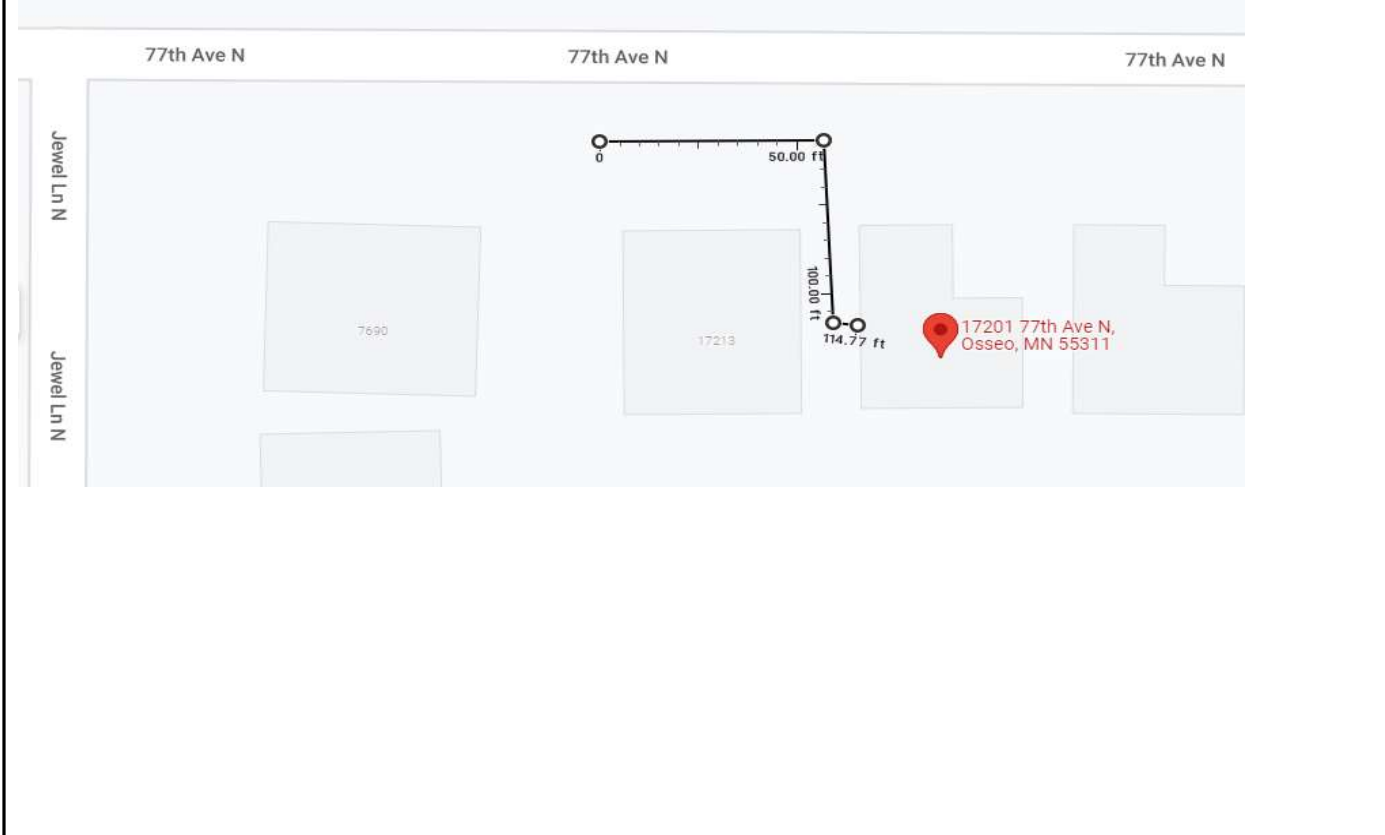 77th Ave N
77th Ave N
77th Ave N
Jewel Ln N
0
50.00 ft
100.00 ft
7690
17213
114.77 ft
17201 77th Ave N,
Osseo, MN 55311
Jewel Ln N